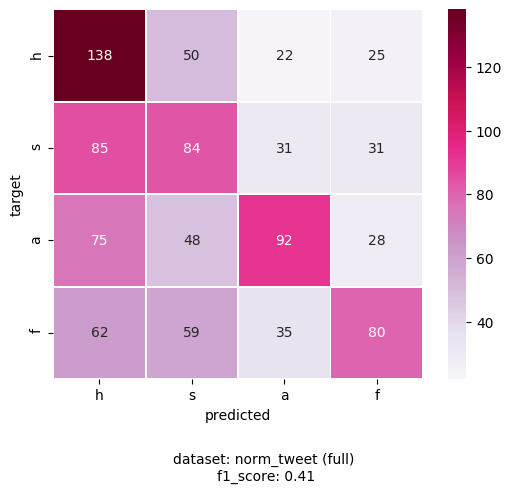 h 138 50 22 25
s 85 84 31 31
a 75 48 92 28
f 62 59 35 80
h s a f
target
predicted
120
100
80
60
40
dataset: norm_tweet (full)
f1_score: 0.41